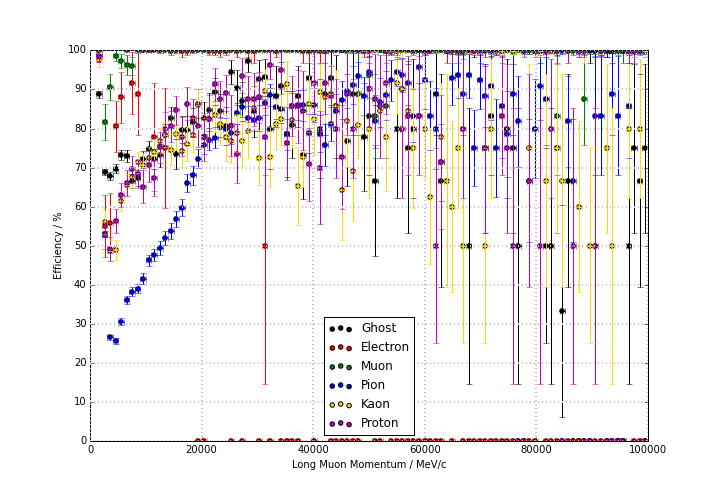 100
90
80
70
60
50
40
30
20
10
0
Efficiency / %
Ghost
Electron
Muon
Pion
Kaon
Proton
0 20000 40000 60000 80000 100000
Long Muon Momentum / MeV/c